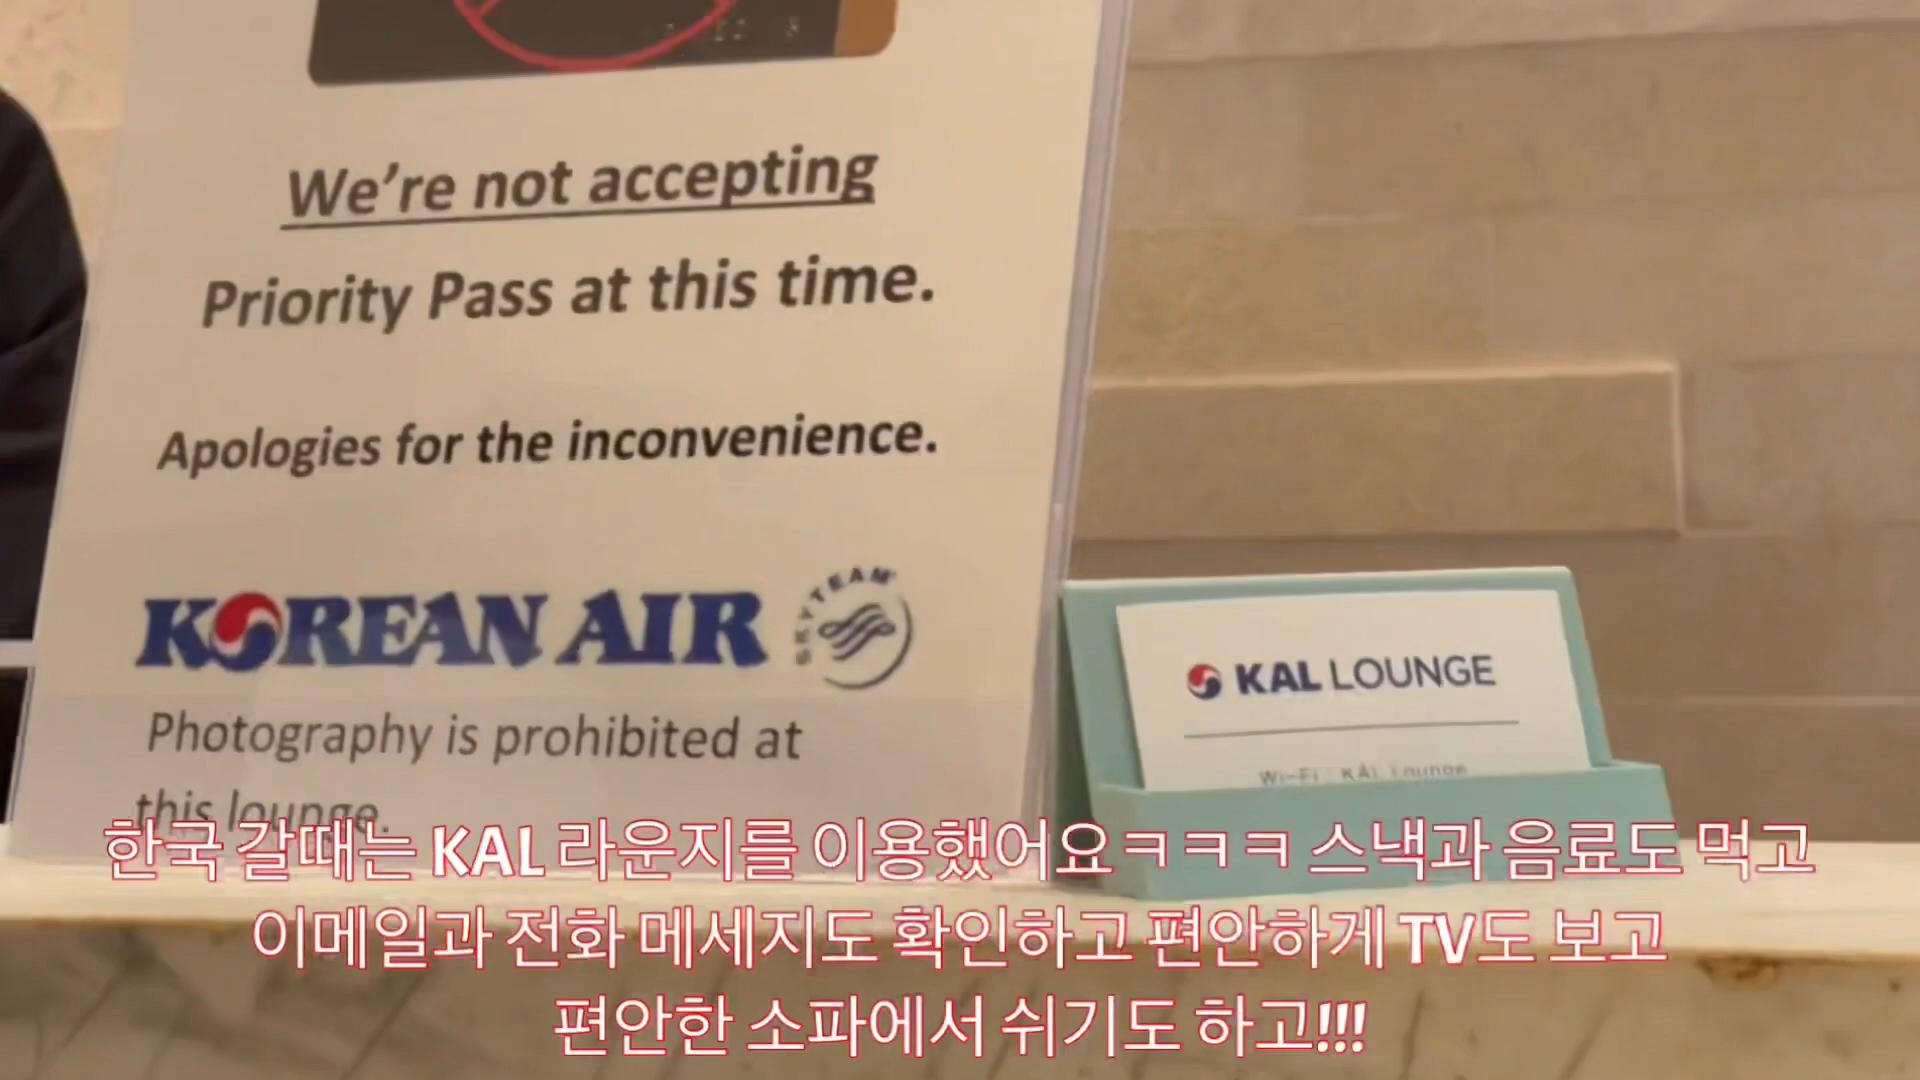 We're not accepting
Priority Pass at this time.
Apologies for the inconvenience.
KOREAN AIR
SKYTEAM
Photography is prohibited at
this lounge.
KAL LOUNGE
Wi-Fi : KAL Lounge
한국 갈때는 KAL 라운지를 이용했어요ㅋㅋㅋ 스낵과 음료도 먹고
이메일과 전화 메세지도 확인하고 편안하게 TV도 보고
편안한 소파에서 쉬기도 하고!!!